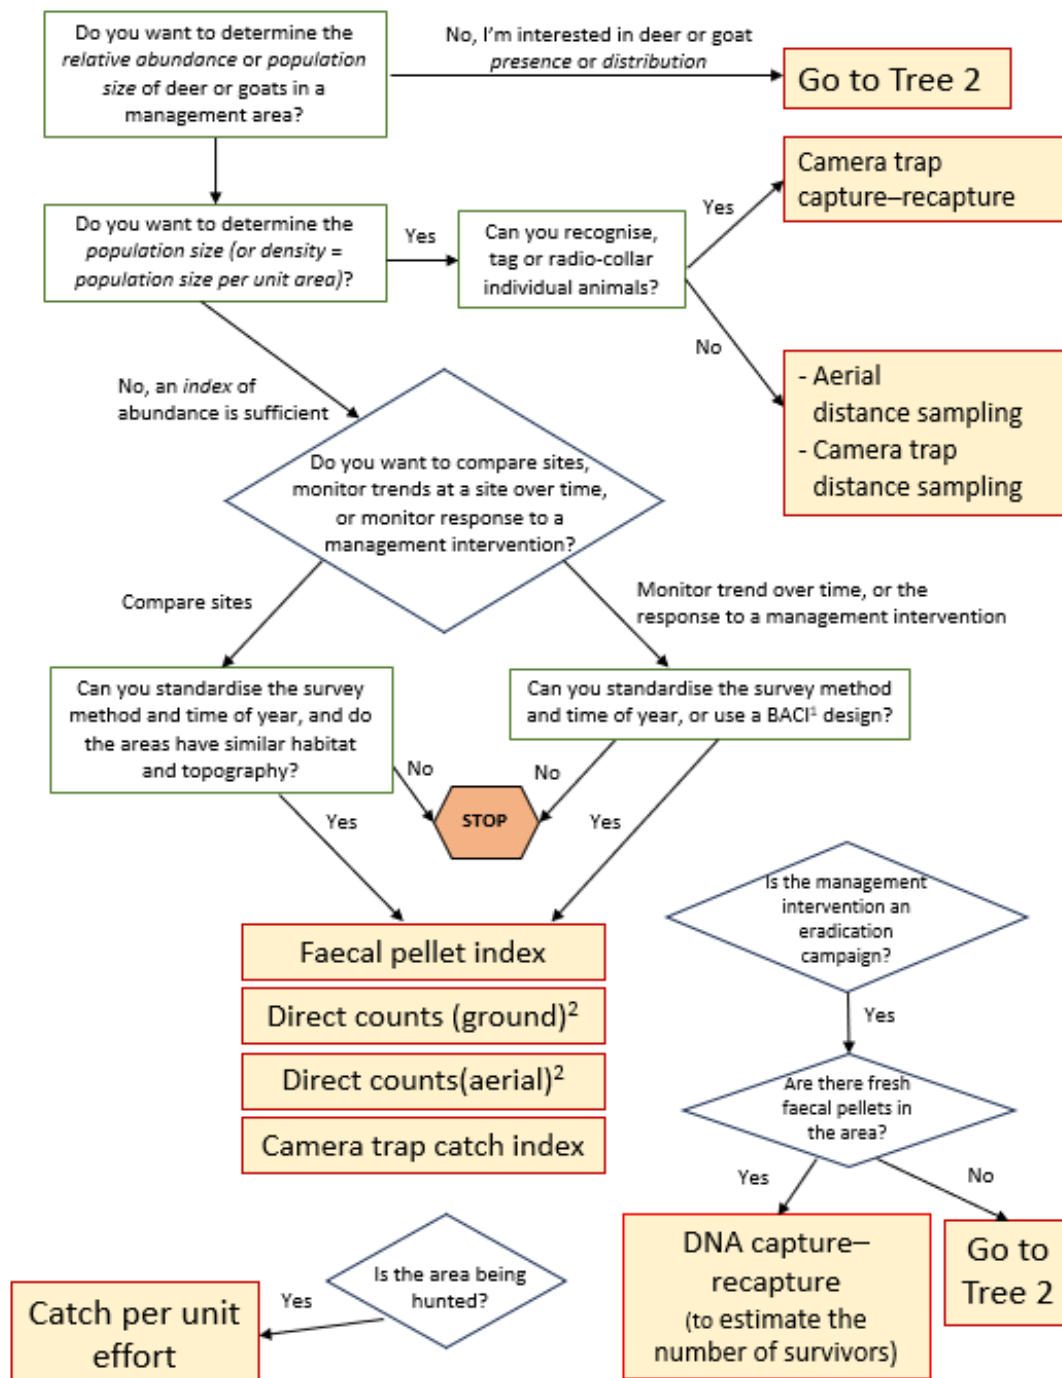 Do you want to determine the
relative abundance or population
size of deer or goats in a
management area?
No, I'm interested in deer or goat
presence or distribution
Go to Tree 2
Do you want to determine the
population size (or density =
population size per unit area)?
Yes
Can you recognise,
tag or radio-collar
individual animals?
Yes
Camera trap
capture–recapture
No
- Aerial
distance sampling
- Camera trap
distance sampling
No, an index of
abundance is sufficient
Do you want to compare sites,
monitor trends at a site over time,
or monitor response to a
management intervention?
Compare sites
Monitor trend over time, or the
response to a management intervention
Can you standardise the survey
method and time of year, and do
the areas have similar habitat
and topography?
Can you standardise the survey method
and time of year, or use a BACI¹ design?
No
No
STOP
Yes
Yes
Faecal pellet index
Direct counts (ground)²
Direct counts(aerial)²
Camera trap catch index
Is the management
intervention an
eradication
campaign?
Yes
Are there fresh
faecal pellets in
the area?
Yes
No
DNA capture–
recapture
(to estimate the
number of survivors)
Go to
Tree 2
Is the area being
hunted?
Yes
Catch per unit
effort